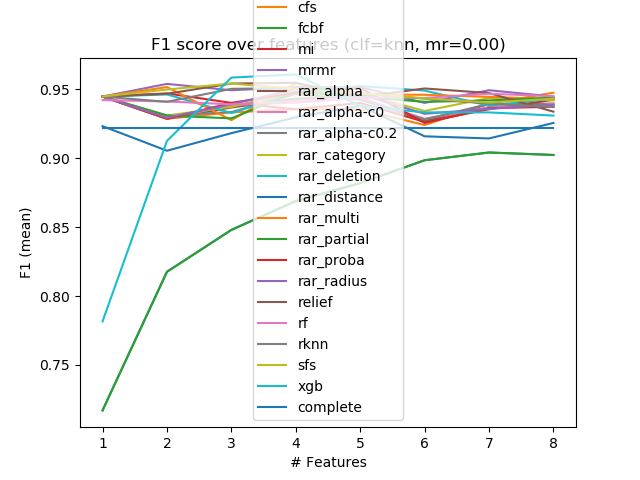 cfs
fcbf
F1 score over features (clf=knn, mr=0.00)
mi
mrmr
rar_alpha
rar_alpha-c0
rar_alpha-c0.2
rar_category
rar_deletion
rar_distance
rar_multi
rar_partial
rar_proba
rar_radius
relief
rf
rknn
sfs
xgb
complete
F1 (mean)
0.95
0.90
0.85
0.80
0.75
1 2 3 4 5 6 7 8
# Features